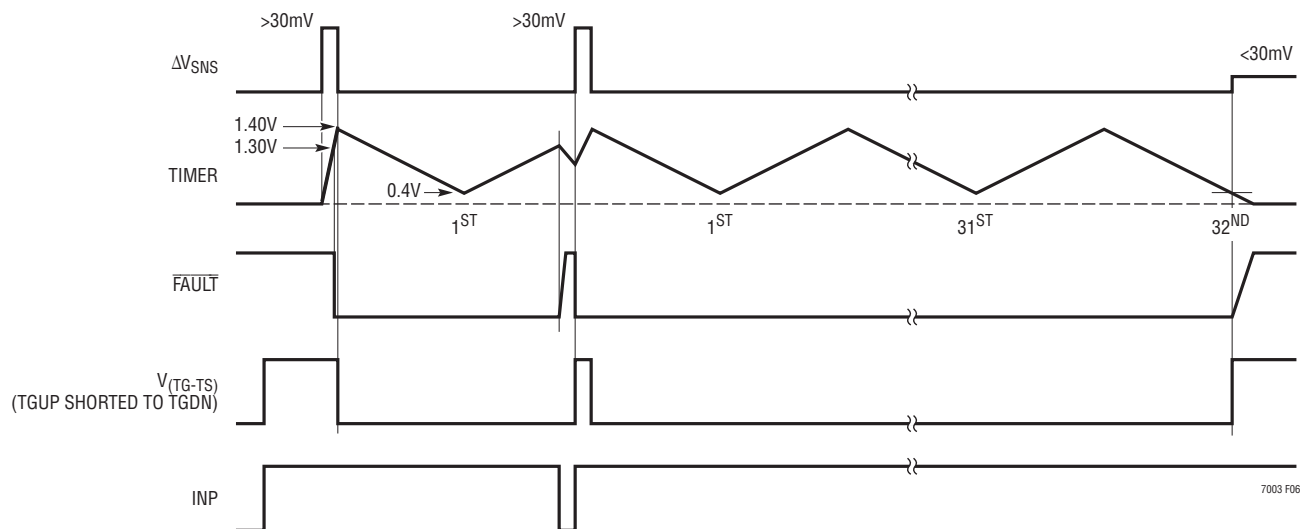 >30mV
>30mV
ΔVSNS
<30mV
1.40V
1.30V
TIMER
0.4V
1ST
1ST
31ST
32ND
FAULT
V(TG-TS)
(TGUP SHORTED TO TGDN)
INP
7003 F06